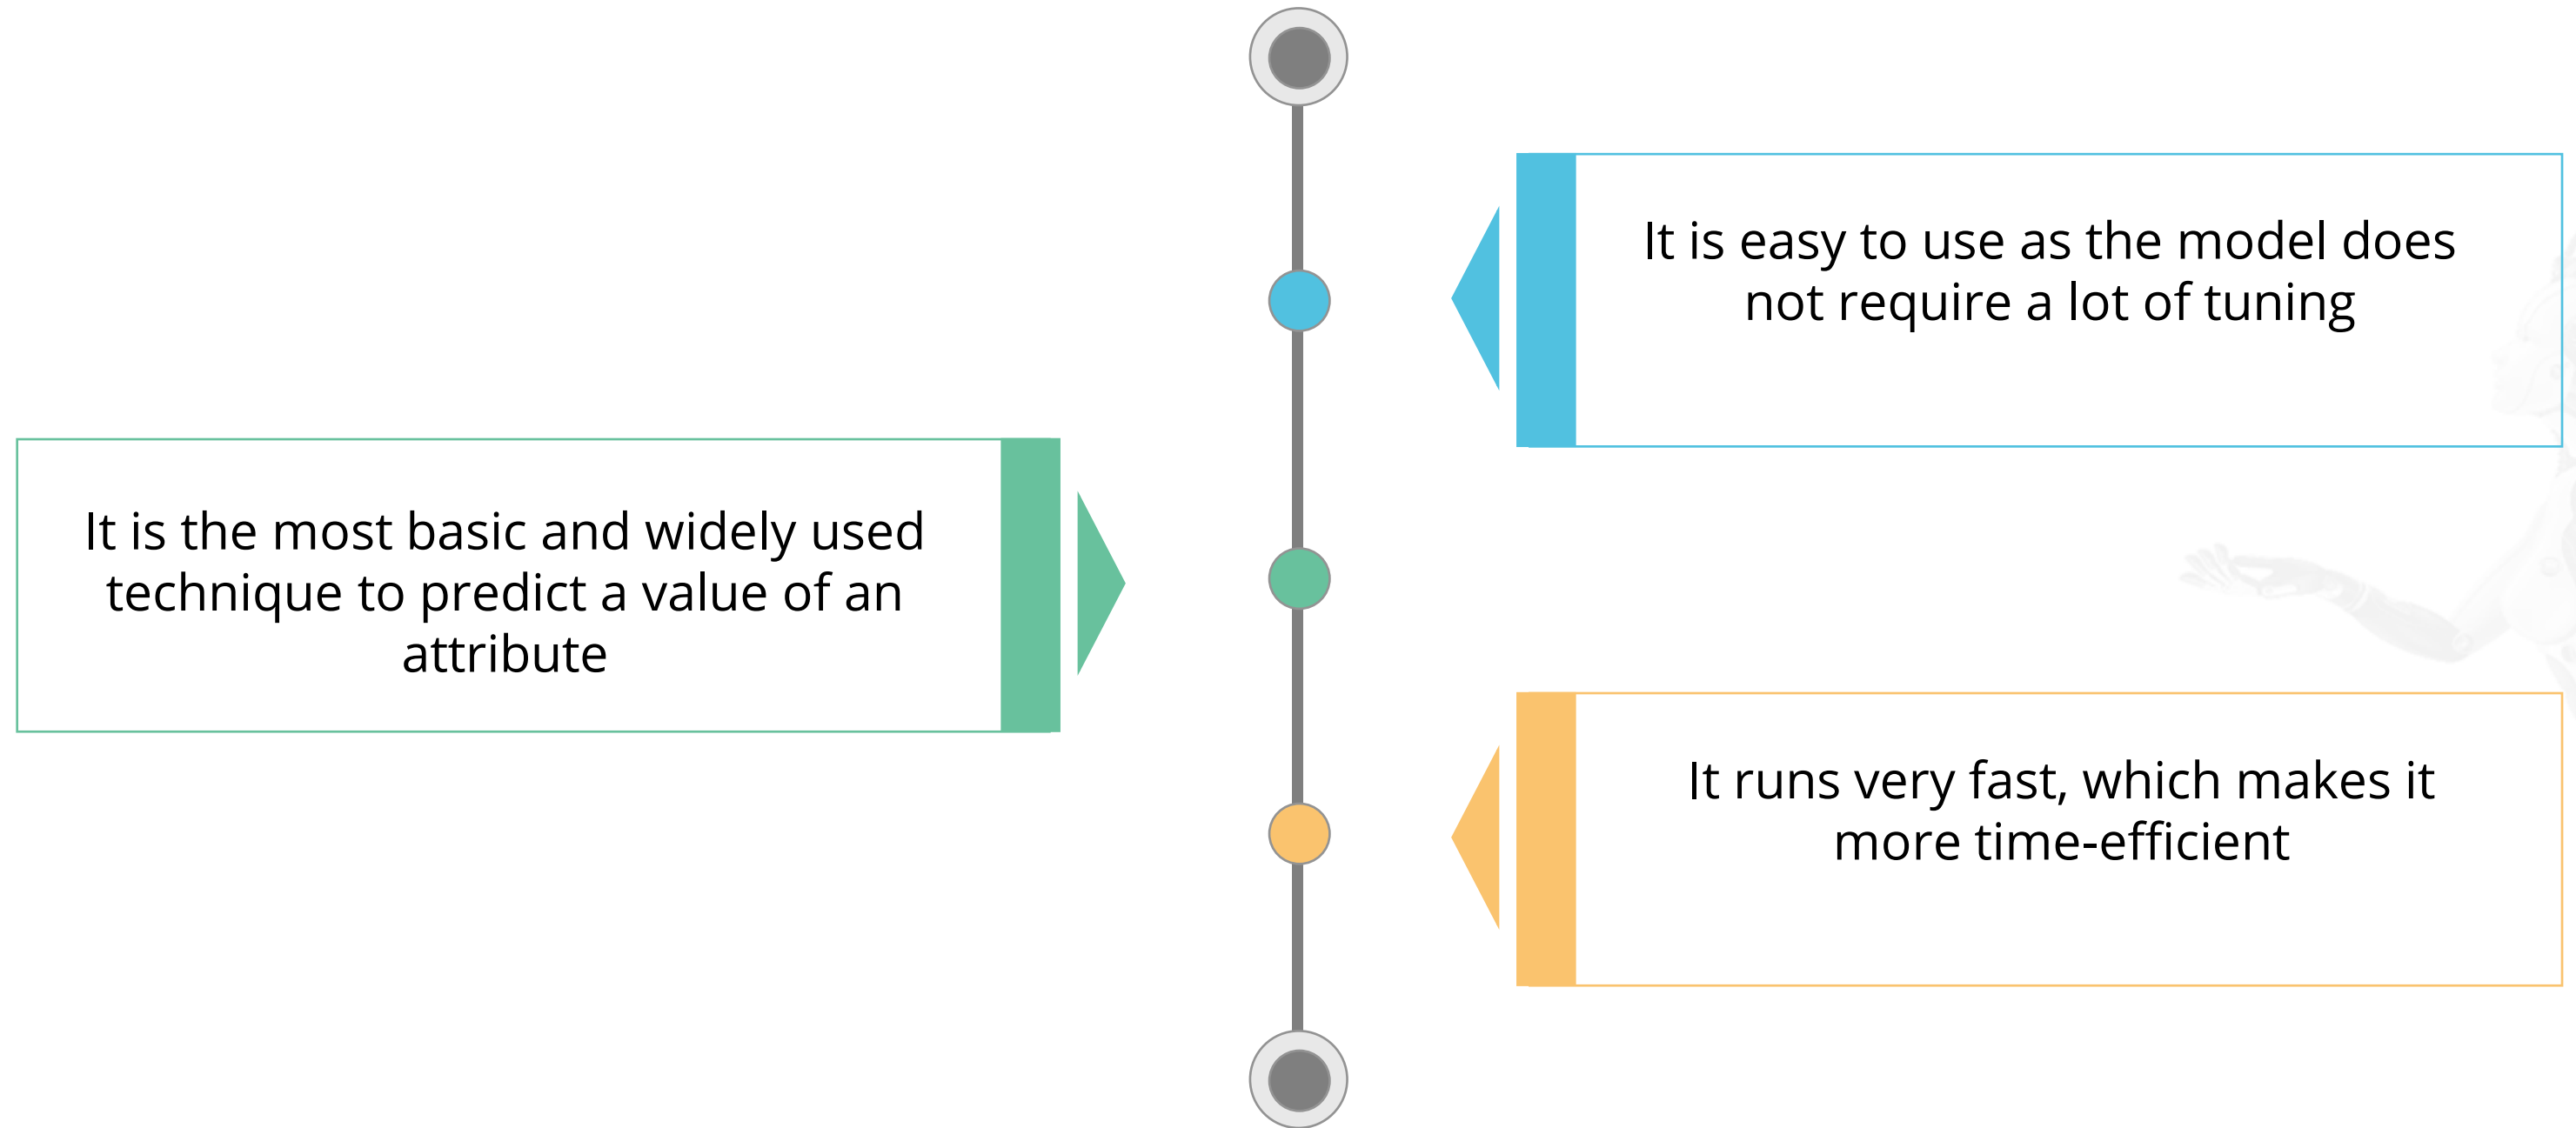 It is easy to use as the model does
not require a lot of tuning
It is the most basic and widely used
technique to predict a value of an
attribute
It runs very fast, which makes it
more time-efficient